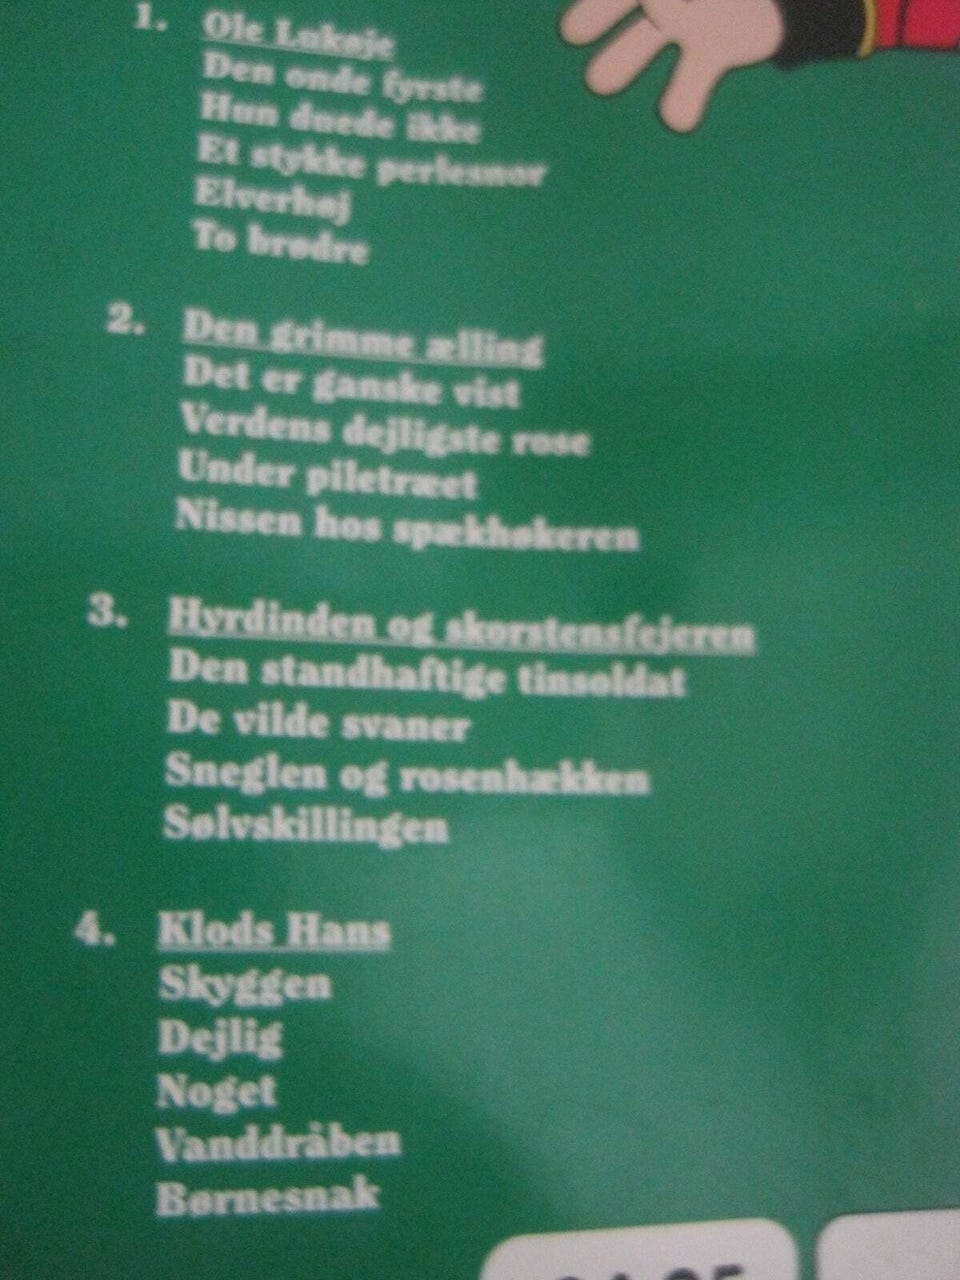 1. Ole Lukøje
Den onde fyrste
Hun duede ikke
Et stykke perlesnor
Elverhøj
To brødre
2. Den grimme ælling
Det er ganske vist
Verdens dejligste rose
Under piletræet
Nissen hos spækhøkeren
3. Hyrdinden og skorstensfejeren
Den standhaftige tinsoldat
De vilde svaner
Sneglen og rosenhækken
Sølvskillingen
4. Klods Hans
Skyggen
Dejlig
Noget
Vanddråben
Børnesnak